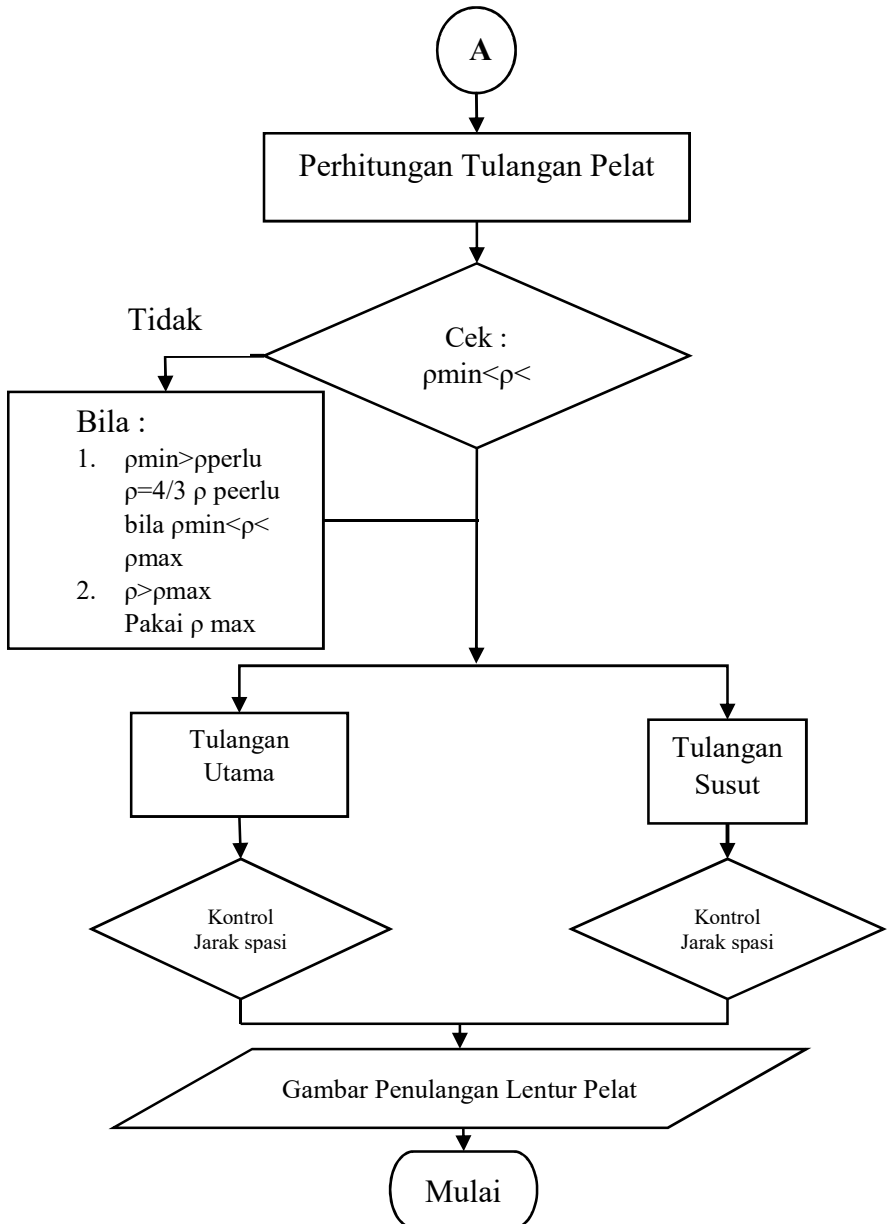 A
Perhitungan Tulangan Pelat
Tidak
Cek :
ρmin<ρ<
Bila :
1. ρmin>ρperlu
ρ=4/3 ρ peerlu
bila ρmin<ρ<
ρmax
2. ρ>ρmax
Pakai ρ max
Tulangan
Utama
Tulangan
Susut
Kontrol
Jarak spasi
Kontrol
Jarak spasi
Gambar Penulangan Lentur Pelat
Mulai